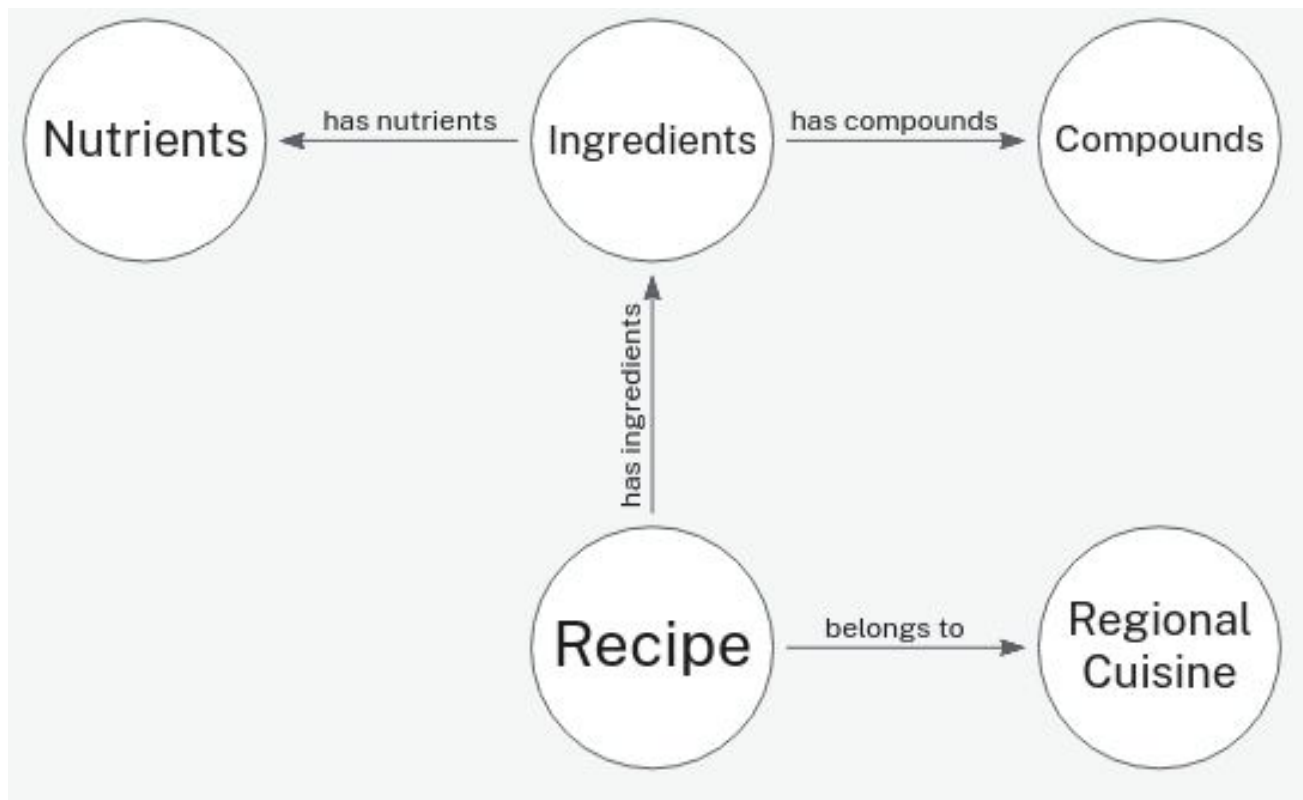 Nutrients
has nutrients
Ingredients
has compounds
Compounds
has ingredients
Recipe
belongs to
Regional
Cuisine